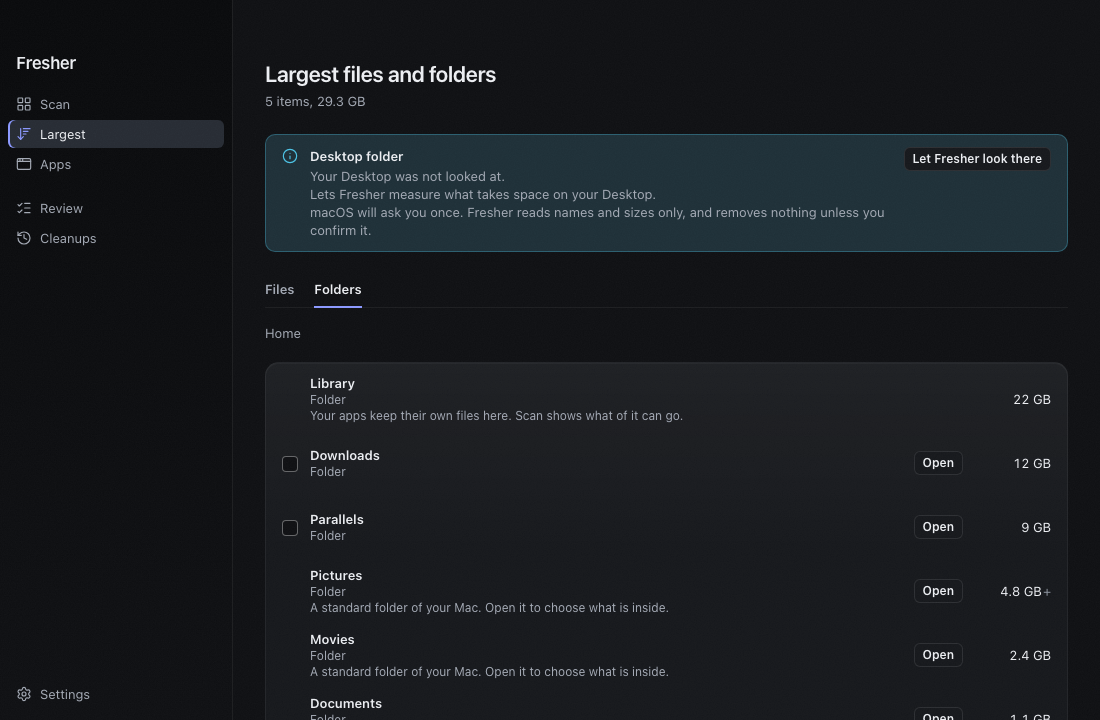 Fresher
Scan
Largest
Apps
Review
Cleanups
Settings
Largest files and folders
5 items, 29.3 GB
Desktop folder
Let Fresher look there
Your Desktop was not looked at.
Lets Fresher measure what takes space on your Desktop.
macOS will ask you once. Fresher reads names and sizes only, and removes nothing unless you
confirm it.
Files Folders
Home
Library
Folder
Your apps keep their own files here. Scan shows what of it can go.
22 GB
Downloads
Folder
Open
12 GB
Parallels
Folder
Open
9 GB
Pictures
Folder
A standard folder of your Mac. Open it to choose what is inside.
Open
4.8 GB+
Movies
Folder
A standard folder of your Mac. Open it to choose what is inside.
Open
2.4 GB
Documents
Folder
Open
1.1 GB